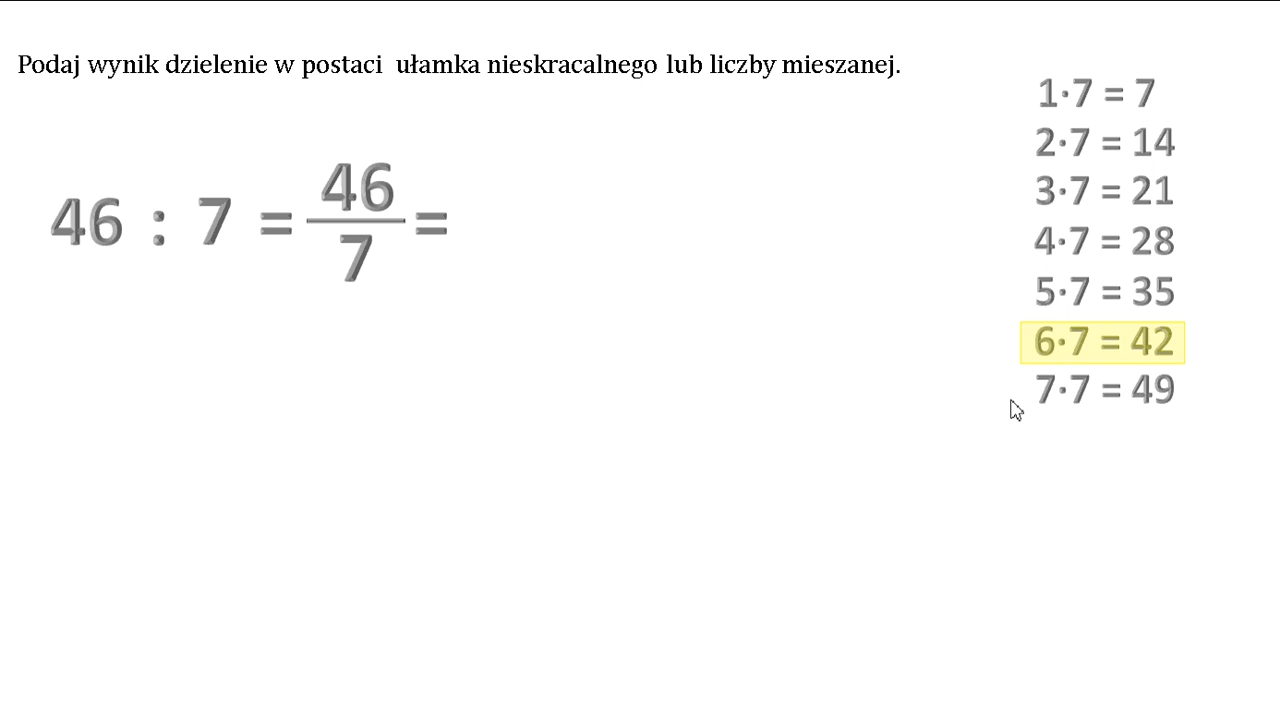 Podaj wynik dzielenie w postaci  ułamka nieskracalnego lub liczby mieszanej.
46 : 7 = 46/7 =
1·7 = 7
2·7 = 14
3·7 = 21
4·7 = 28
5·7 = 35
6·7 = 42
7·7 = 49